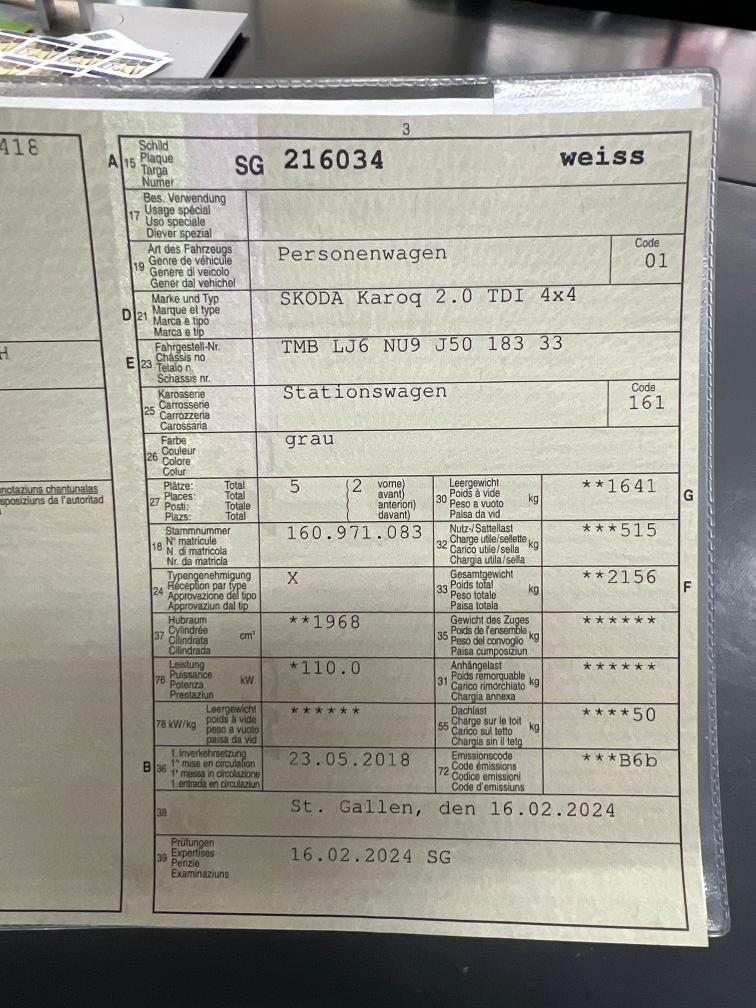 418
3
A 15 Schild
Plaque
Targa
Numer
SG 216034 weiss
17 Bes. Verwendung
Usage spécial
Uso speciale
Diever spezial
19 Art des Fahrzeugs
Genre de véhicule
Genere di veicolo
Gener dal vehichel
Personenwagen
Code
01
D 21 Marke und Typ
Marque et type
Marca e tipo
Marca e tip
SKODA Karoq 2.0 TDI 4x4
H
E 23 Fahrgestell-Nr.
Châssis no
Telaio n.
Schassis nr.
TMB LJ6 NU9 J50 183 33
25 Karosserie
Carrosserie
Carrozzeria
Carossaria
Stationswagen
Code
161
26 Farbe
Couleur
Colore
Colur
grau
notaziuns chantunalas
sposiziuns da l'autoritad
27 Plätze: Total
Places: Total
Posti: Totale
Plazs: Total
5 (2 vorne)
avant)
anteriori)
davant)
30 Leergewicht
Poids à vide
Peso a vuoto
Paisa da vid
kg
**1641
G
18 Stammnummer
N° matricule
N. di matricola
Nr. da matricla
160.971.083
32 Nutz-/Sattellast
Charge utile/sellette
Carico utile/sella
Chargia utila/sella
kg
***515
24 Typengenehmigung
Réception par type
Approvazione del tipo
Approvaziun dal tip
X
33 Gesamtgewicht
Poids total
Peso totale
Paisa totala
kg
**2156
F
37 Hubraum
Cylindrée
Cilindrata
Cilindrada
cm³
**1968
35 Gewicht des Zuges
Poids de l'ensemble
Peso del convoglio
Paisa cumposiziun
kg
******
76 Leistung
Puissance
Potenza
Prestaziun
kW
*110.0
31 Anhängelast
Poids remorquable
Carico rimorchiato
Chargia annexa
kg
******
78 kW/kg Leergewicht
poids à vide
peso a vuoto
paisa da vid
******
55 Dachlast
Charge sur le toit
Carico sul tetto
Chargia sin il tetg
kg
****50
B 36 1. Inverkehrsetzung
1re mise en circulation
1a messa in circolazione
1. entrada en circulaziun
23.05.2018
72 Emissionscode
Code émissions
Codice emissioni
Code d'emissiuns
***B6b
38
St. Gallen, den 16.02.2024
39 Prüfungen
Expertises
Perizie
Examinaziuns
16.02.2024 SG